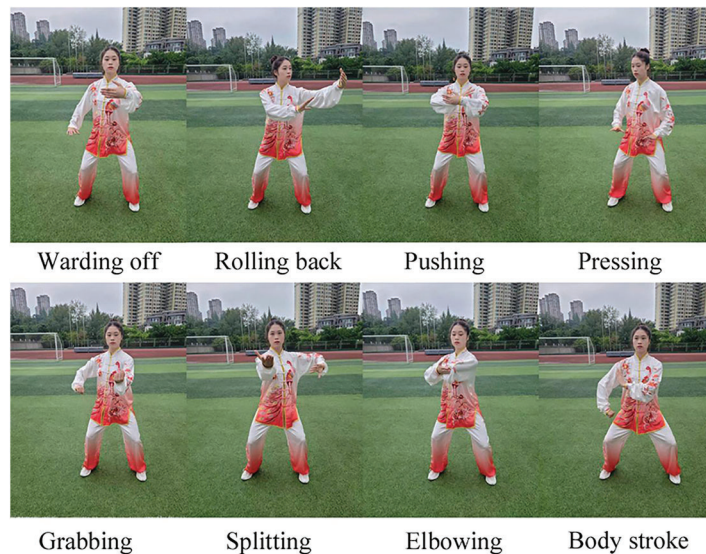 Warding off
Rolling back
Pushing
Pressing
Grabbing
Splitting
Elbowing
Body stroke